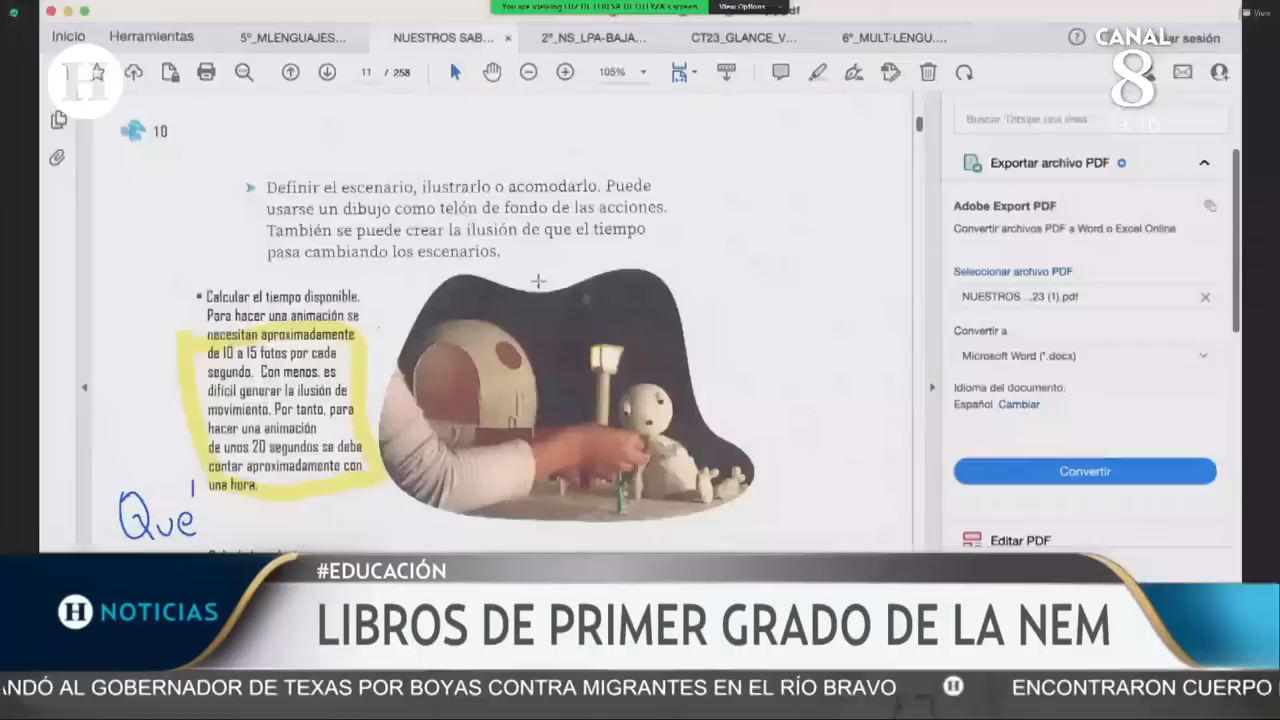 View Options
View
Inicio
Herramientas
5º_MLENGUAJES...
NUESTROS SAB...
2º_NS_LPA-BAJA...
CT23_GLANCE_V...
6º_MULT-LENGU....
sesión
CANAL
8
H
11 / 258
105%
10
Definir el escenario, ilustrarlo o acomodarlo. Puede
usarse un dibujo como telón de fondo de las acciones.
También se puede crear la ilusión de que el tiempo
pasa cambiando los escenarios.
• Calcular el tiempo disponible.
Para hacer una animación se
necesitan aproximadamente
de 10 a 15 fotos por cada
segundo. Con menos, es
difícil generar la ilusión de
movimiento. Por tanto, para
hacer una animación
de unos 20 segundos se debe
contar aproximadamente con
una hora.
Qué
Exportar archivo PDF
Adobe Export PDF
Convertir archivos PDF a Word o Excel Online
Seleccionar archivo PDF
NUESTROS ...23 (1).pdf
Convertir a
Microsoft Word (*.docx)
Idioma del documento:
Español Cambiar
Convertir
Editar PDF
#EDUCACIÓN
H NOTICIAS
LIBROS DE PRIMER GRADO DE LA NEM
ANDÓ AL GOBERNADOR DE TEXAS POR BOYAS CONTRA MIGRANTES EN EL RÍO BRAVO H ENCONTRARON CUERPO